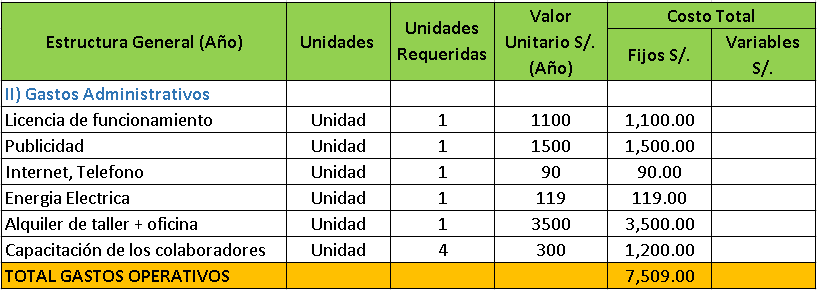 Estructura General (Año) Unidades Unidades Requeridas Valor Unitario S/. (Año) Costo Total
Fijos S/. Variables S/.
II) Gastos Administrativos
Licencia de funcionamiento Unidad 1 1100 1,100.00
Publicidad Unidad 1 1500 1,500.00
Internet, Telefono Unidad 1 90 90.00
Energia Electrica Unidad 1 119 119.00
Alquiler de taller + oficina Unidad 1 3500 3,500.00
Capacitación de los colaboradores Unidad 4 300 1,200.00
TOTAL GASTOS OPERATIVOS 7,509.00